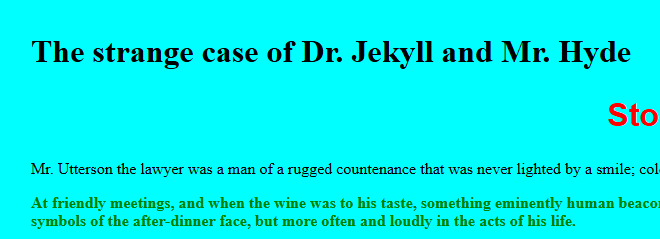 The strange case of Dr. Jekyll and Mr. Hyde
Sto
Mr. Utterson the lawyer was a man of a rugged countenance that was never lighted by a smile; col
At friendly meetings, and when the wine was to his taste, something eminently human beaco
symbols of the after-dinner face, but more often and loudly in the acts of his life.